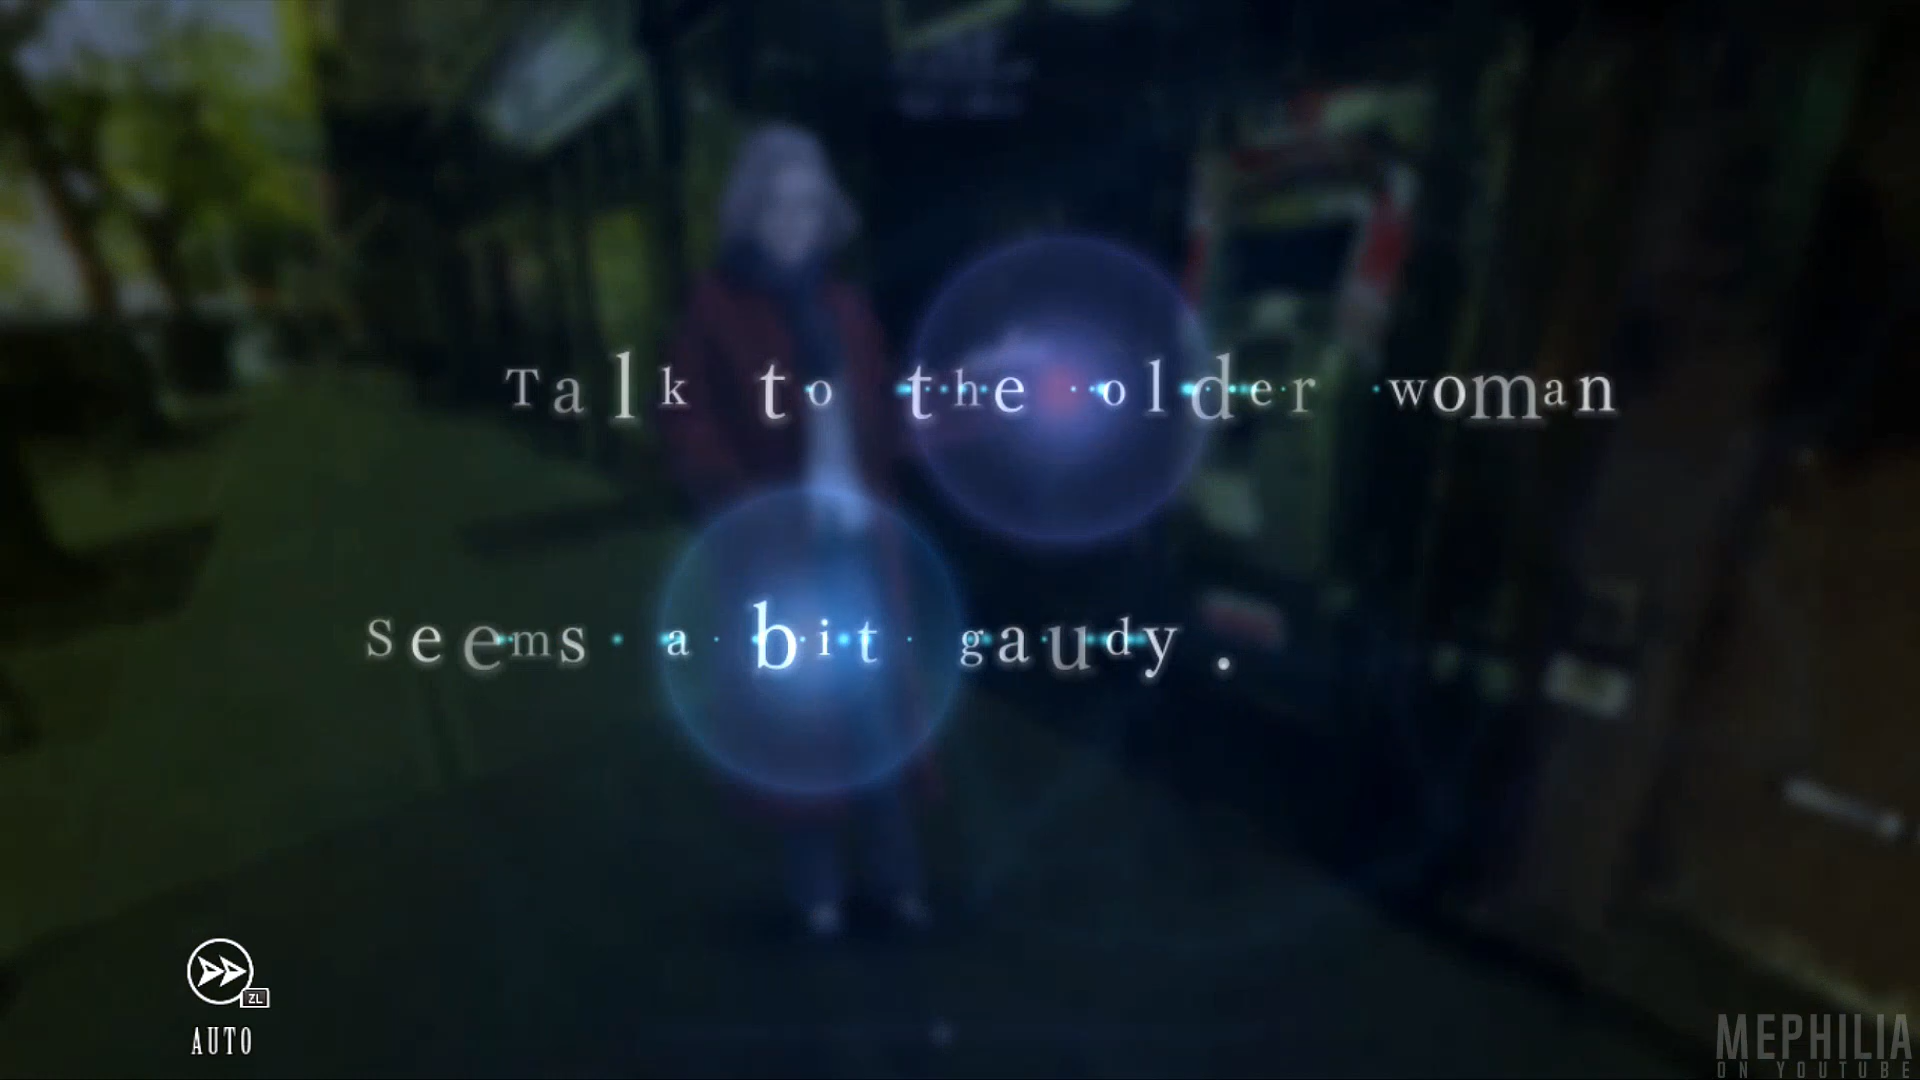 Talk to the older woman
Seems a bit gaudy.
ZL
AUTO
MEPHILIA
ON YOUTUBE